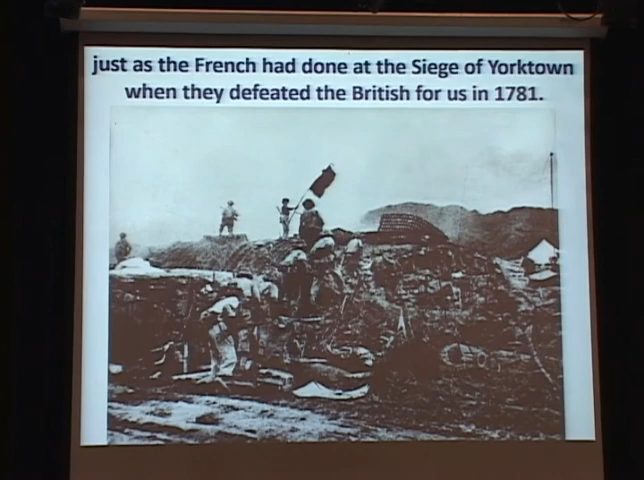 just as the French had done at the Siege of Yorktown
when they defeated the British for us in 1781.